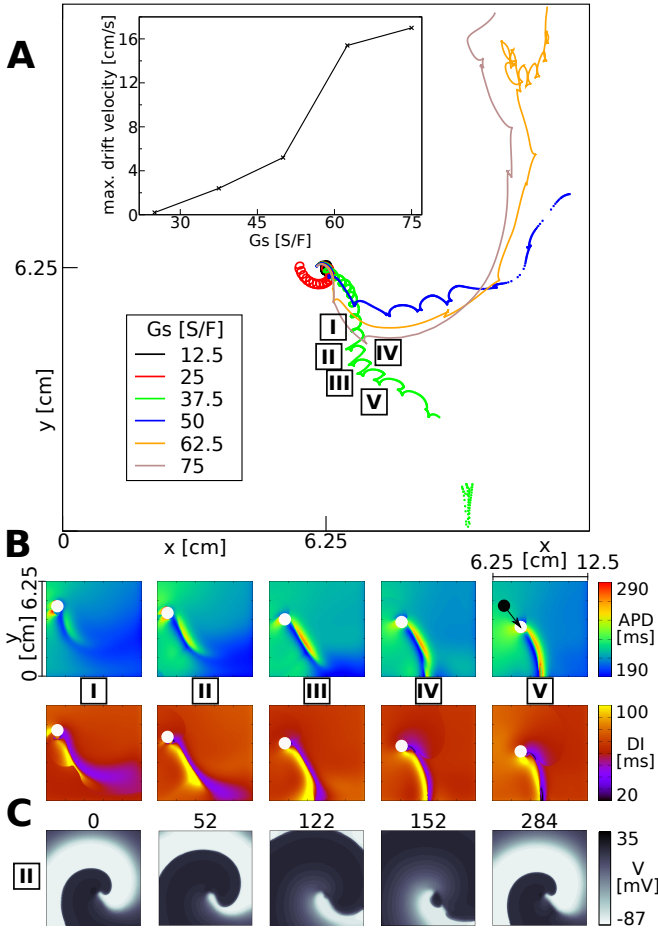 A
max. drift velocity [cm/s]
16
12
8
4
0
30
45
60
75
Gs [S/F]
6.25
y [cm]
Gs [S/F]
12.5
25
37.5
50
62.5
75
I
II
III
IV
V
0
x [cm]
6.25
B
x
6.25 [cm] 12.5
y
0 [cm] 6.25
290
APD
[ms]
190
I
II
III
IV
V
100
DI
[ms]
20
C
0
52
122
152
284
II
35
V
[mV]
-87